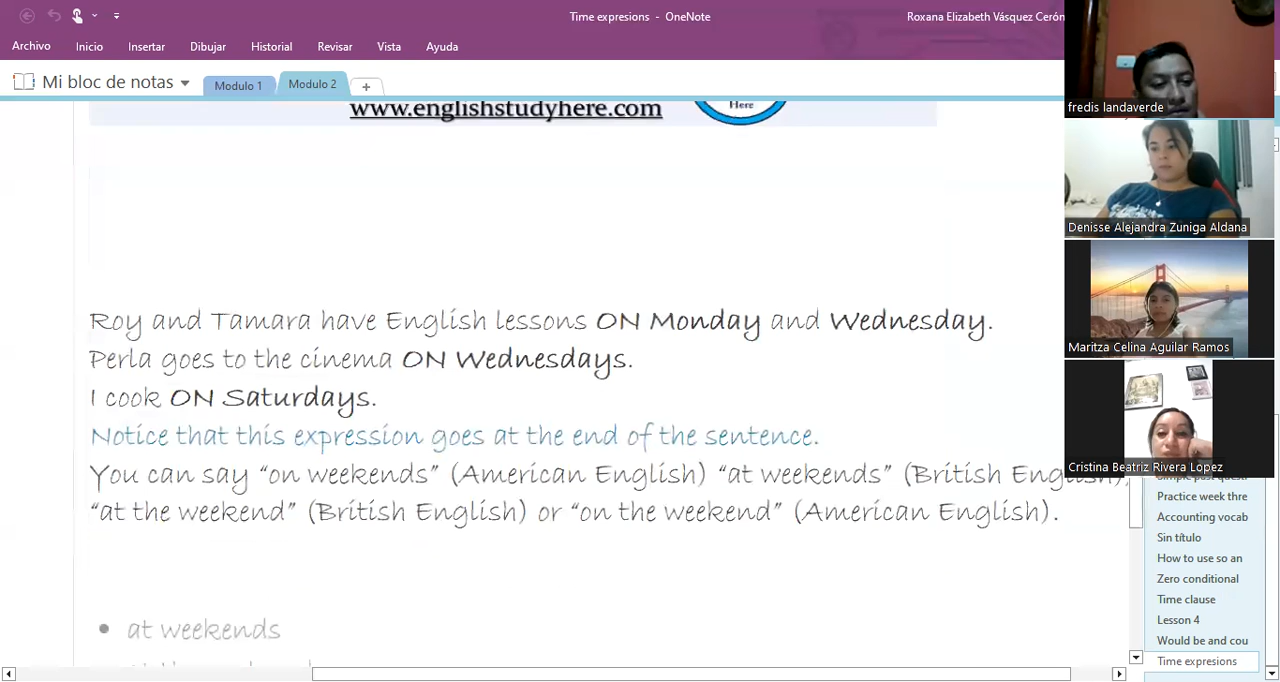 Time expresions - OneNote
Roxana Elizabeth Vásquez Cerón
Archivo Inicio Insertar Dibujar Historial Revisar Vista Ayuda
Mi bloc de notas Modulo 1 Modulo 2 +
www.englishstudyhere.com
Here
Roy and Tamara have English lessons ON Monday and Wednesday.
Perla goes to the cinema ON Wednesdays.
I cook ON Saturdays.
Notice that this expression goes at the end of the sentence.
You can say “on weekends” (American English) “at weekends” (British English),
“at the weekend” (British English) or “on the weekend” (American English).
• at weekends
fredis landaverde
Denisse Alejandra Zuniga Aldana
Maritza Celina Aguilar Ramos
Cristina Beatriz Rivera Lopez
Simple past questi
Practice week thre
Accounting vocab
Sin título
How to use so an
Zero conditional
Time clause
Lesson 4
Would be and cou
Time expresions